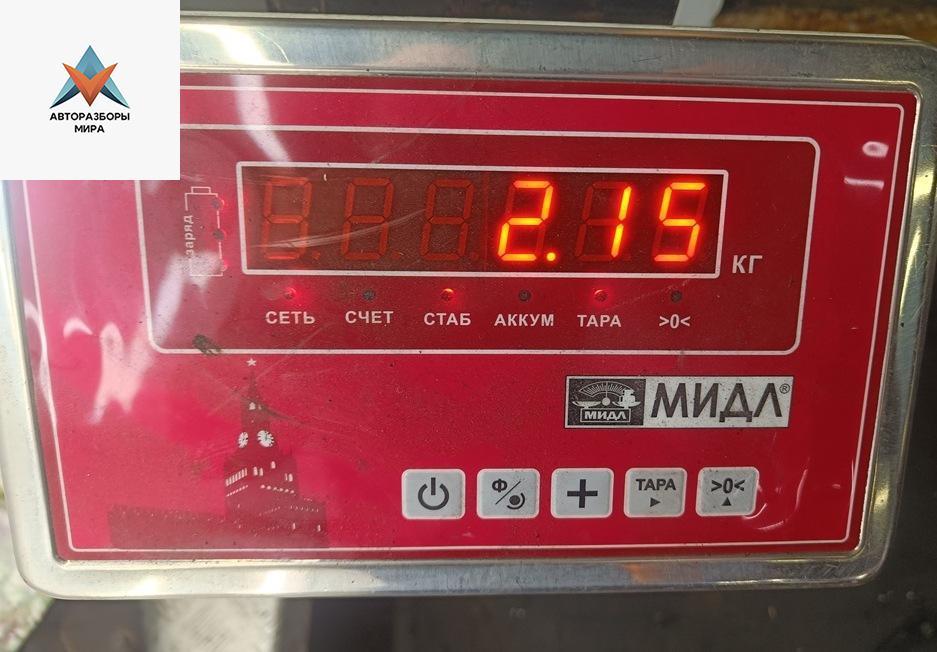 АВТОРАЗБОРЫ
МИРА
заряд
2.15
КГ
СЕТЬ СЧЕТ СТАБ АККУМ ТАРА >0<
МИДЛ МИДЛ®
Ф ТАРА >0<